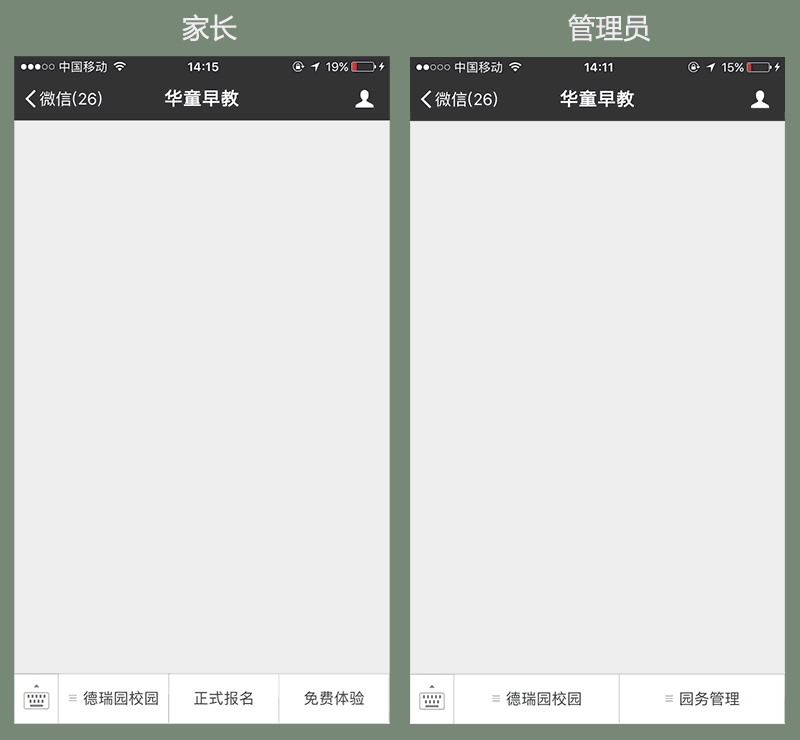 家长
管理员
中国移动 14:15 19%
微信(26) 华童早教
德瑞园校园 正式报名 免费体验
中国移动 14:11 15%
微信(26) 华童早教
德瑞园校园 园务管理